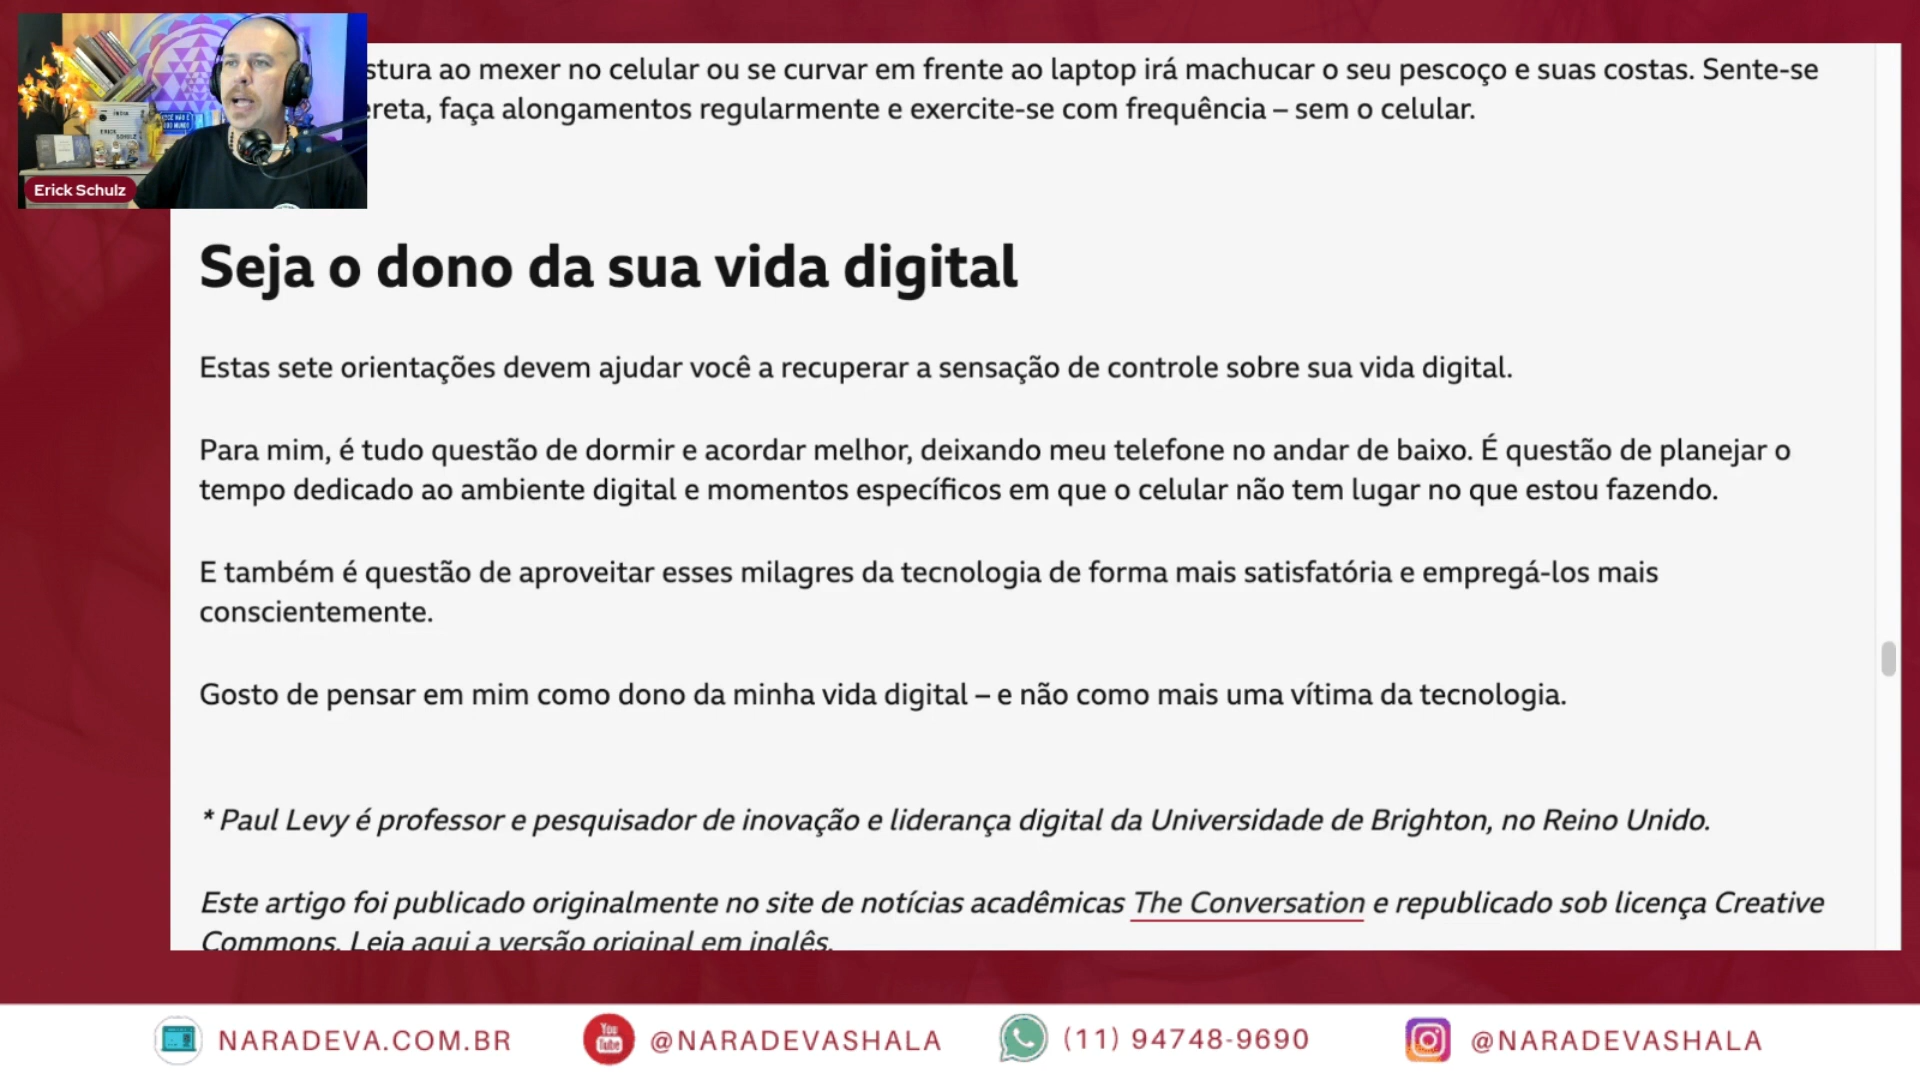 stura ao mexer no celular ou se curvar em frente ao laptop irá machucar o seu pescoço e suas costas. Sente-se
ereta, faça alongamentos regularmente e exercite-se com frequência – sem o celular.
ERICK
SCHULZ
Erick Schulz
Seja o dono da sua vida digital
Estas sete orientações devem ajudar você a recuperar a sensação de controle sobre sua vida digital.
Para mim, é tudo questão de dormir e acordar melhor, deixando meu telefone no andar de baixo. É questão de planejar o
tempo dedicado ao ambiente digital e momentos específicos em que o celular não tem lugar no que estou fazendo.
E também é questão de aproveitar esses milagres da tecnologia de forma mais satisfatória e empregá-los mais
conscientemente.
Gosto de pensar em mim como dono da minha vida digital – e não como mais uma vítima da tecnologia.
* Paul Levy é professor e pesquisador de inovação e liderança digital da Universidade de Brighton, no Reino Unido.
Este artigo foi publicado originalmente no site de notícias acadêmicas The Conversation e republicado sob licença Creative
Commons. Leia aqui a versão original em inglês.
NARADEVA.COM.BR
You
Tube
@NARADEVASHALA
(11) 94748-9690
@NARADEVASHALA